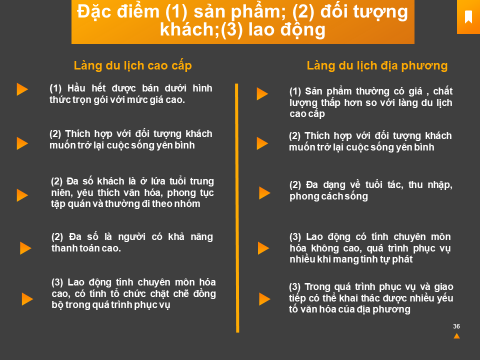 Đặc điểm (1) sản phẩm; (2) đối tượng
khách;(3) lao động
Làng du lịch cao cấp
(1) Hầu hết được bán dưới hình
thức trọn gói với mức giá cao.
(2) Thích hợp với đối tượng khách
muốn trở lại cuộc sống yên bình
(2) Đa số khách là ở lứa tuổi trung
niên, yêu thích văn hóa, phong tục
tập quán và thường đi theo nhóm
(2) Đa số là người có khả năng
thanh toán cao.
(3) Lao động tính chuyên môn hóa
cao, có tính tổ chức chặt chẽ đồng
bộ trong quá trình phục vụ
Làng du lịch địa phương
(1) Sản phẩm thường có giá , chất
lượng thấp hơn so với làng du lịch
cao cấp
(2) Thích hợp với đối tượng khách
muốn trở lại cuộc sống yên bình
(2) Đa dạng về tuổi tác, thu nhập,
phong cách sống
(3) Lao động có tính chuyên môn
hóa không cao, quá trình phục vụ
nhiều khi mang tính tự phát
(3) Trong quá trình phục vụ và giao
tiếp có thể khai thác được nhiều yếu
tố văn hóa của địa phương
36